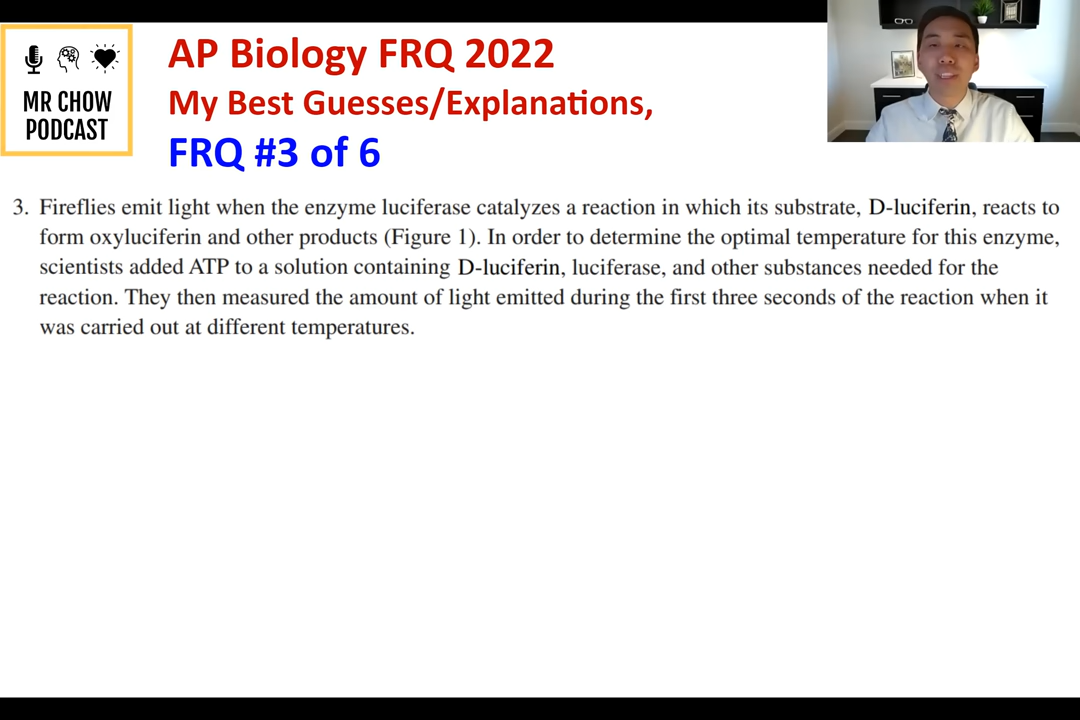 MR CHOW
PODCAST
AP Biology FRQ 2022
My Best Guesses/Explanations,
FRQ #3 of 6
3. Fireflies emit light when the enzyme luciferase catalyzes a reaction in which its substrate, D-luciferin, reacts to
form oxyluciferin and other products (Figure 1). In order to determine the optimal temperature for this enzyme,
scientists added ATP to a solution containing D-luciferin, luciferase, and other substances needed for the
reaction. They then measured the amount of light emitted during the first three seconds of the reaction when it
was carried out at different temperatures.